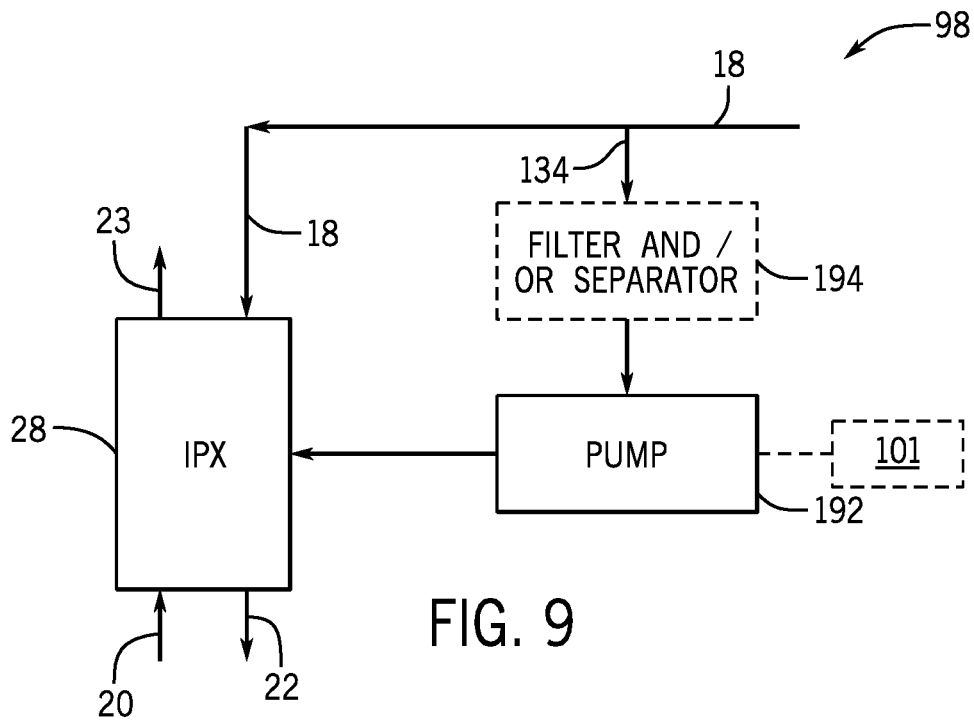 98
18
134
23
18
FILTER AND /
OR SEPARATOR
194
28
IPX
PUMP
101
192
FIG. 9
20
22